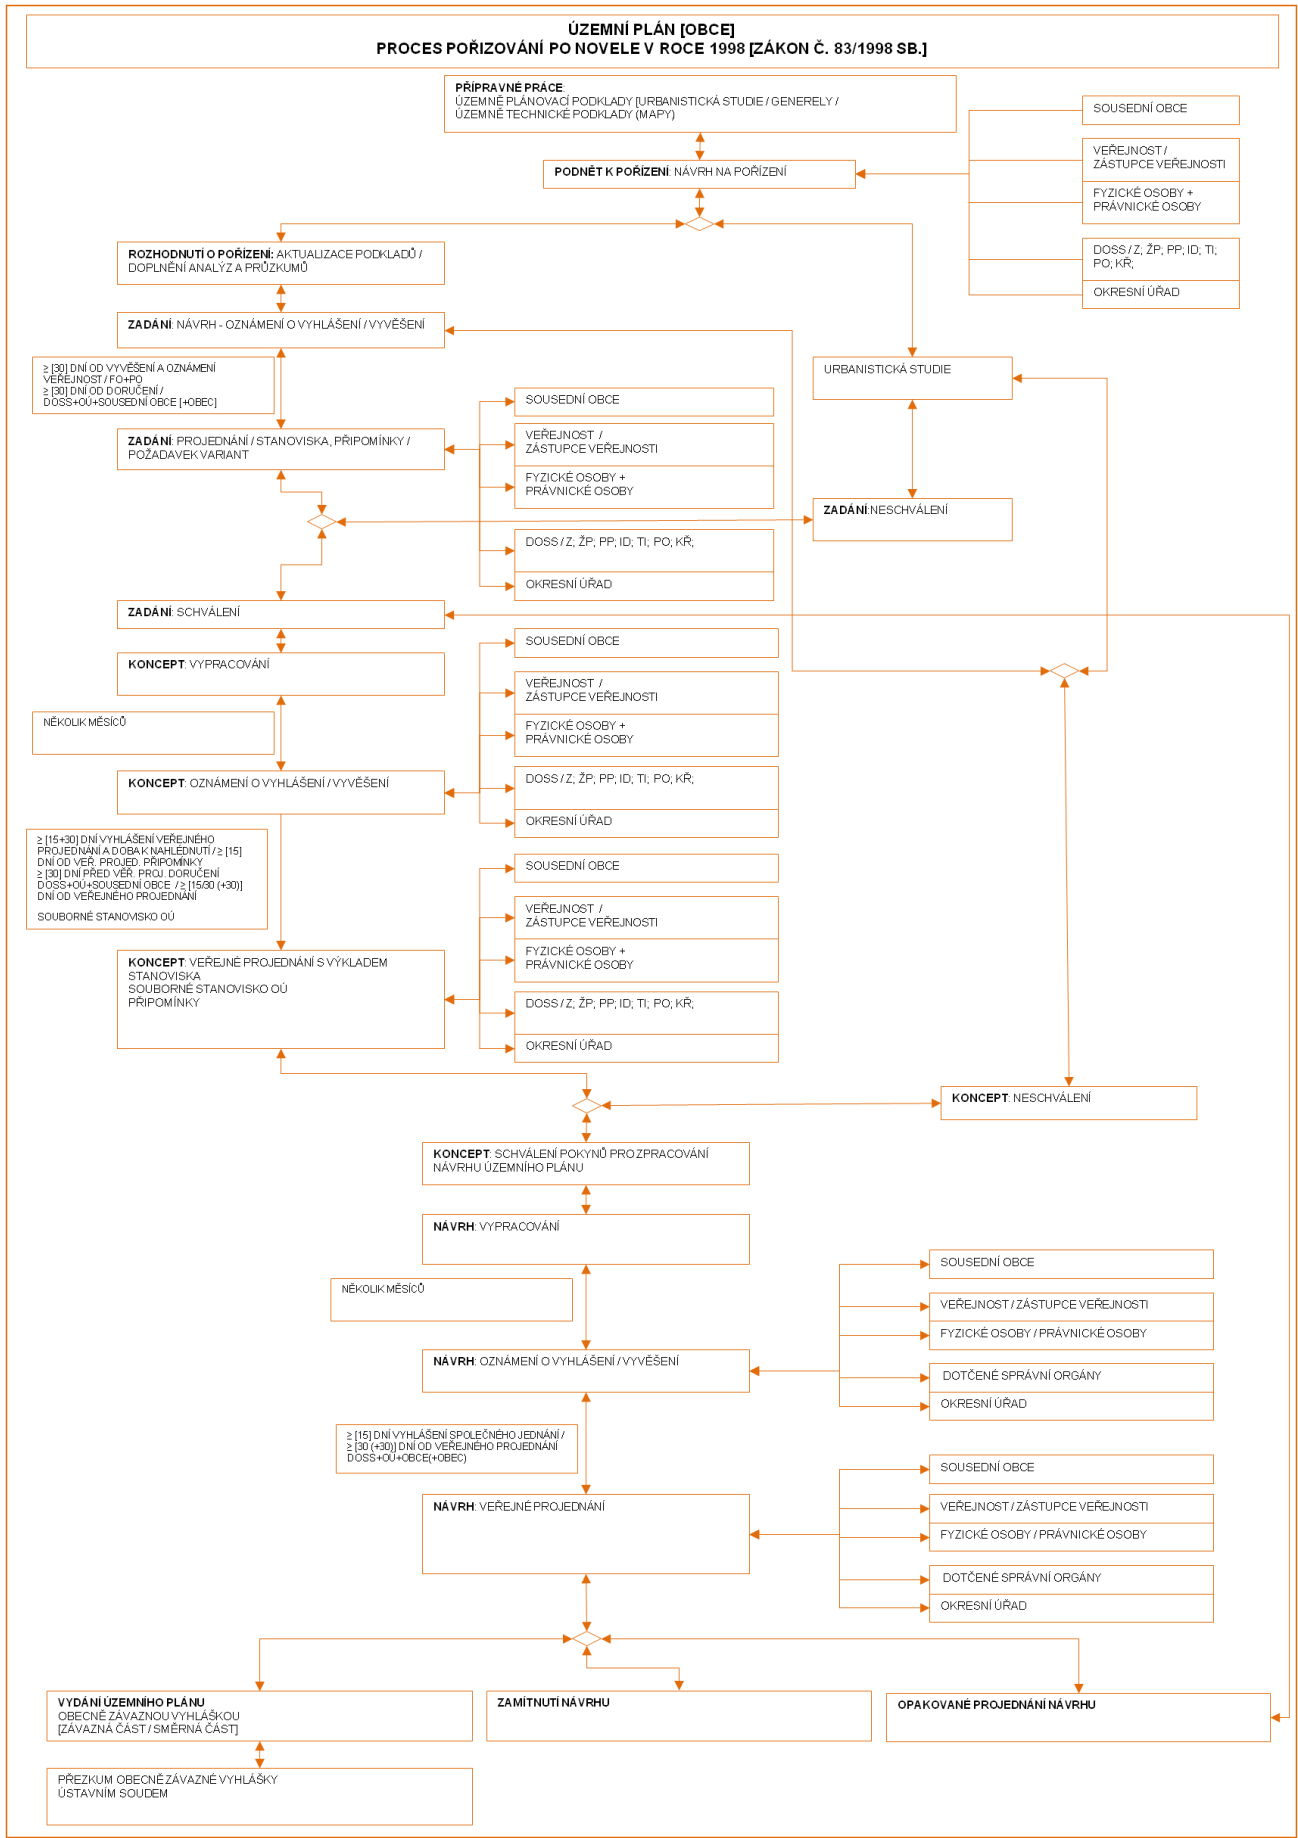 ÚZEMNÍ PLÁN [OBCE]
PROCES POŘIZOVÁNÍ PO NOVELE V ROCE 1998 [ZÁKON Č. 83/1998 SB.]
PŘÍPRAVNÉ PRÁCE:
ÚZEMNĚ PLÁNOVACÍ PODKLADY [URBANISTICKÁ STUDIE / GENERELY /
ÚZEMNĚ TECHNICKÉ PODKLADY (MAPY)
SOUSEDNÍ OBCE
VEŘEJNOST /
ZÁSTUPCE VEŘEJNOSTI
FYZICKÉ OSOBY +
PRÁVNICKÉ OSOBY
DOSS / Z; ŽP; PP; ID; TI;
PO; KŘ;
OKRESNÍ ÚŘAD
PODNĚT K POŘÍZENÍ: NÁVRH NA POŘÍZENÍ
ROZHODNUTÍ O POŘÍZENÍ: AKTUALIZACE PODKLADŮ /
DOPLNĚNÍ ANALÝZ A PRŮZKUMŮ
ZADÁNÍ: NÁVRH - OZNÁMENÍ O VYHLÁŠENÍ / VYVĚŠENÍ
≥ [30] DNÍ OD VYVĚŠENÍ A OZNÁMENÍ
VEŘEJNOST / FO+PO
≥ [30] DNÍ OD DORUČENÍ /
DOSS+OÚ+SOUSEDNÍ OBCE [+OBEC]
URBANISTICKÁ STUDIE
ZADÁNÍ: PROJEDNÁNÍ / STANOVISKA, PŘIPOMÍNKY /
POŽADAVEK VARIANT
SOUSEDNÍ OBCE
VEŘEJNOST /
ZÁSTUPCE VEŘEJNOSTI
FYZICKÉ OSOBY +
PRÁVNICKÉ OSOBY
DOSS / Z; ŽP; PP; ID; TI; PO; KŘ;
OKRESNÍ ÚŘAD
ZADÁNÍ:NESCHVÁLENÍ
ZADÁNÍ: SCHVÁLENÍ
KONCEPT: VYPRACOVÁNÍ
NĚKOLIK MĚSÍCŮ
KONCEPT: OZNÁMENÍ O VYHLÁŠENÍ / VYVĚŠENÍ
SOUSEDNÍ OBCE
VEŘEJNOST /
ZÁSTUPCE VEŘEJNOSTI
FYZICKÉ OSOBY +
PRÁVNICKÉ OSOBY
DOSS / Z; ŽP; PP; ID; TI; PO; KŘ;
OKRESNÍ ÚŘAD
≥ [15+30] DNÍ VYHLÁŠENÍ VEŘEJNÉHO
PROJEDNÁNÍ A DOBA K NAHLÉDNUTÍ / ≥ [15]
DNÍ OD VEŘ. PROJED. PŘIPOMÍNKY
≥ [30] DNÍ PŘED VĚŘ. PROJ. DORUČENÍ
DOSS+OÚ+SOUSEDNÍ OBCE / ≥ [15/30 (+30)]
DNÍ OD VEŘEJNÉHO PROJEDNÁNÍ
SOUBORNÉ STANOVISKO OÚ
KONCEPT: VEŘEJNÉ PROJEDNÁNÍ S VÝKLADEM
STANOVISKA
SOUBORNÉ STANOVISKO OÚ
PŘIPOMÍNKY
SOUSEDNÍ OBCE
VEŘEJNOST /
ZÁSTUPCE VEŘEJNOSTI
FYZICKÉ OSOBY +
PRÁVNICKÉ OSOBY
DOSS / Z; ŽP; PP; ID; TI; PO; KŘ;
OKRESNÍ ÚŘAD
KONCEPT: NESCHVÁLENÍ
KONCEPT: SCHVÁLENÍ POKYNŮ PRO ZPRACOVÁNÍ
NÁVRHU ÚZEMNÍHO PLÁNU
NÁVRH: VYPRACOVÁNÍ
NĚKOLIK MĚSÍCŮ
NÁVRH: OZNÁMENÍ O VYHLÁŠENÍ / VYVĚŠENÍ
SOUSEDNÍ OBCE
VEŘEJNOST / ZÁSTUPCE VEŘEJNOSTI
FYZICKÉ OSOBY / PRÁVNICKÉ OSOBY
DOTČENÉ SPRÁVNÍ ORGÁNY
OKRESNÍ ÚŘAD
≥ [15] DNÍ VYHLÁŠENÍ SPOLEČNÉHO JEDNÁNÍ /
≥ [30 (+30)] DNÍ OD VEŘEJNÉHO PROJEDNÁNÍ
DOSS+OÚ+OBCE(+OBEC)
NÁVRH: VEŘEJNÉ PROJEDNÁNÍ
SOUSEDNÍ OBCE
VEŘEJNOST / ZÁSTUPCE VEŘEJNOSTI
FYZICKÉ OSOBY / PRÁVNICKÉ OSOBY
DOTČENÉ SPRÁVNÍ ORGÁNY
OKRESNÍ ÚŘAD
VYDÁNÍ ÚZEMNÍHO PLÁNU
OBECNĚ ZÁVAZNOU VYHLÁŠKOU
[ZÁVAZNÁ ČÁST / SMĚRNÁ ČÁST]
ZAMÍTNUTÍ NÁVRHU
OPAKOVANÉ PROJEDNÁNÍ NÁVRHU
PŘEZKUM OBECNĚ ZÁVAZNÉ VYHLÁŠKY
ÚSTAVNÍM SOUDEM